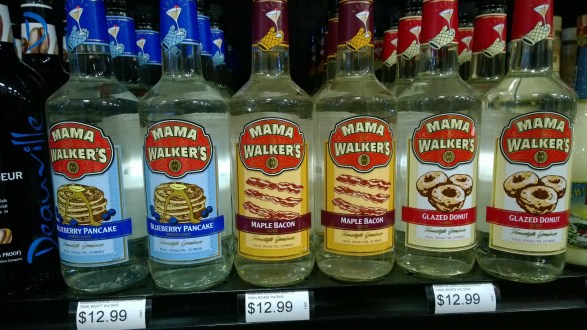 MAMA
WALKER'S
BLUEBERRY PANCAKE
MAMA
WALKER'S
BLUEBERRY PANCAKE
MAMA
WALKER'S
MAPLE BACON
MAMA
WALKER'S
MAPLE BACON
MAMA
WALKER'S
GLAZED DONUT
MAMA
WALKER'S
GLAZED DONUT
Deauville
EUR
PROOF
$12.99
$12.99
$12.99